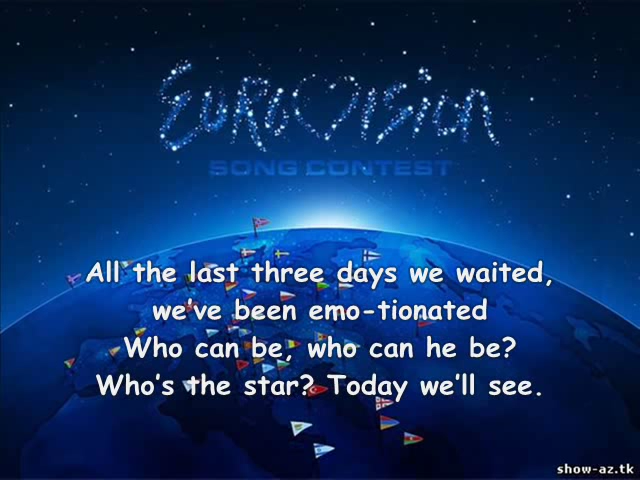 EUROVISION
SONG CONTEST
All the last three days we waited,
we've been emo-tionated
Who can be, who can he be?
Who's the star? Today we'll see.
show-az.tk